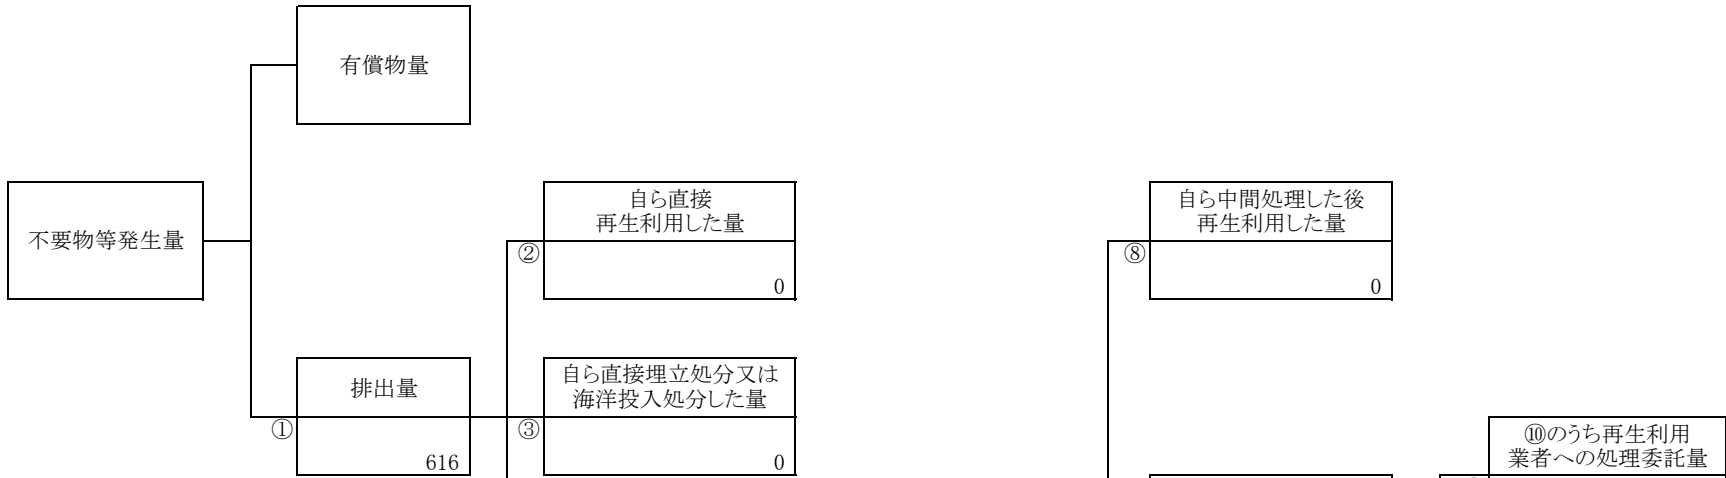 有償物量
不要物等発生量
自ら直接
再生利用した量
②
0
自ら中間処理した後
再生利用した量
⑧
0
排出量
①
616
自ら直接埋立処分又は
海洋投入処分した量
③
0
⑩のうち再生利用
業者への処理委託量